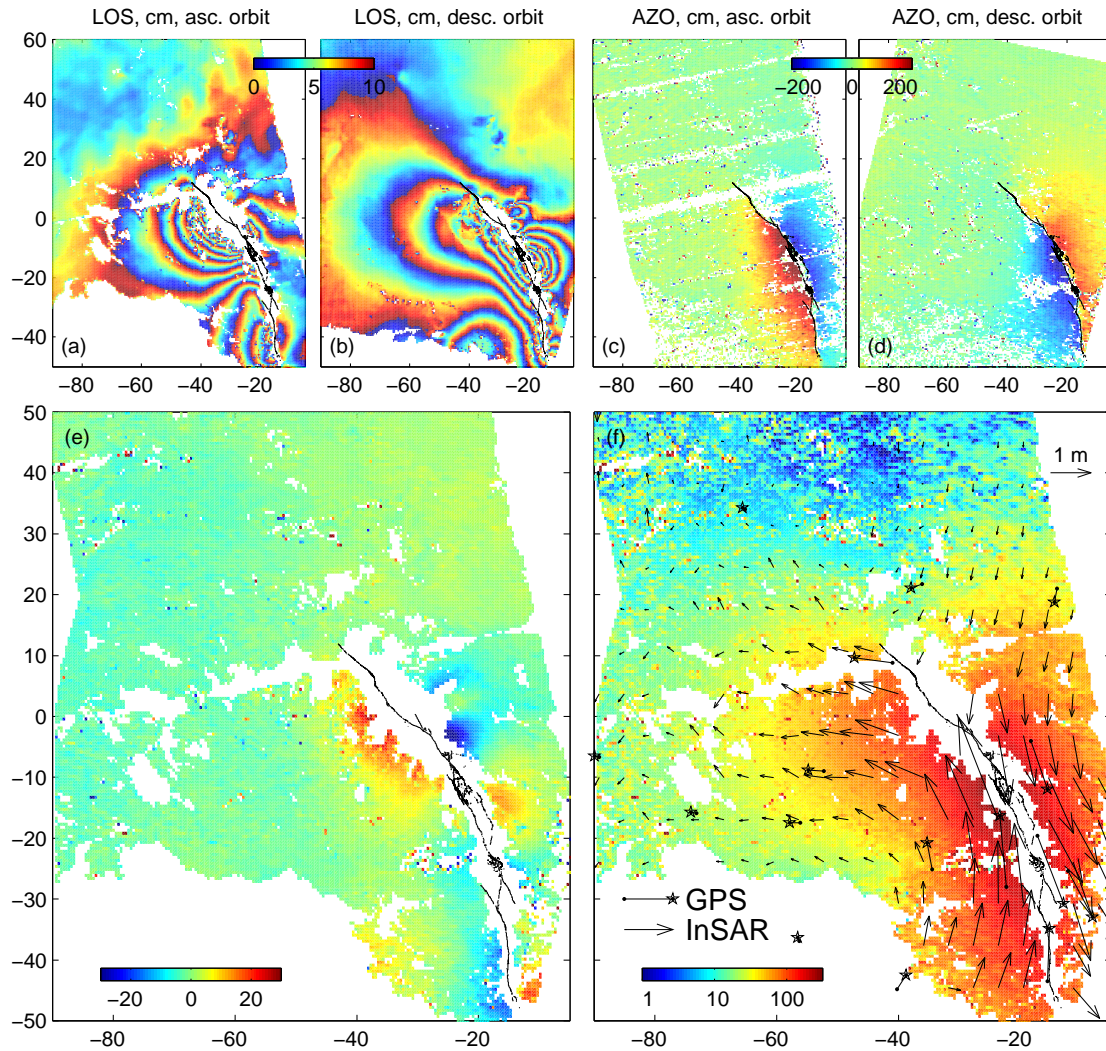 LOS, cm, asc. orbit
LOS, cm, desc. orbit
AZO, cm, asc. orbit
AZO, cm, desc. orbit
60
40
20
0
−20
−40
0 5 10
−200 0 200
(a)
(b)
(c)
(d)
−80 −60 −40 −20
−80 −60 −40 −20
−80 −60 −40 −20
−80 −60 −40 −20
50
40
30
20
10
0
−10
−20
−30
−40
−50
(e)
−20 0 20
−80 −60 −40 −20
(f)
1 m
GPS
InSAR
1 10 100
−80 −60 −40 −20